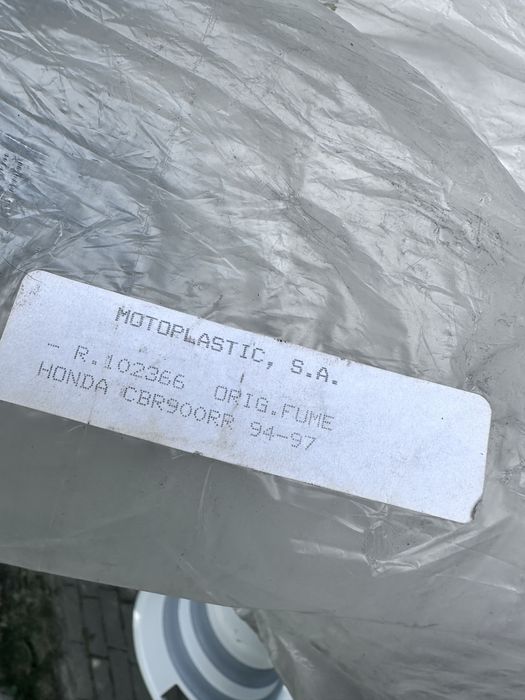 MOTOPLASTIC, S.A.
- R.102366 ORIG.FUME
HONDA CBR900RR 94-97